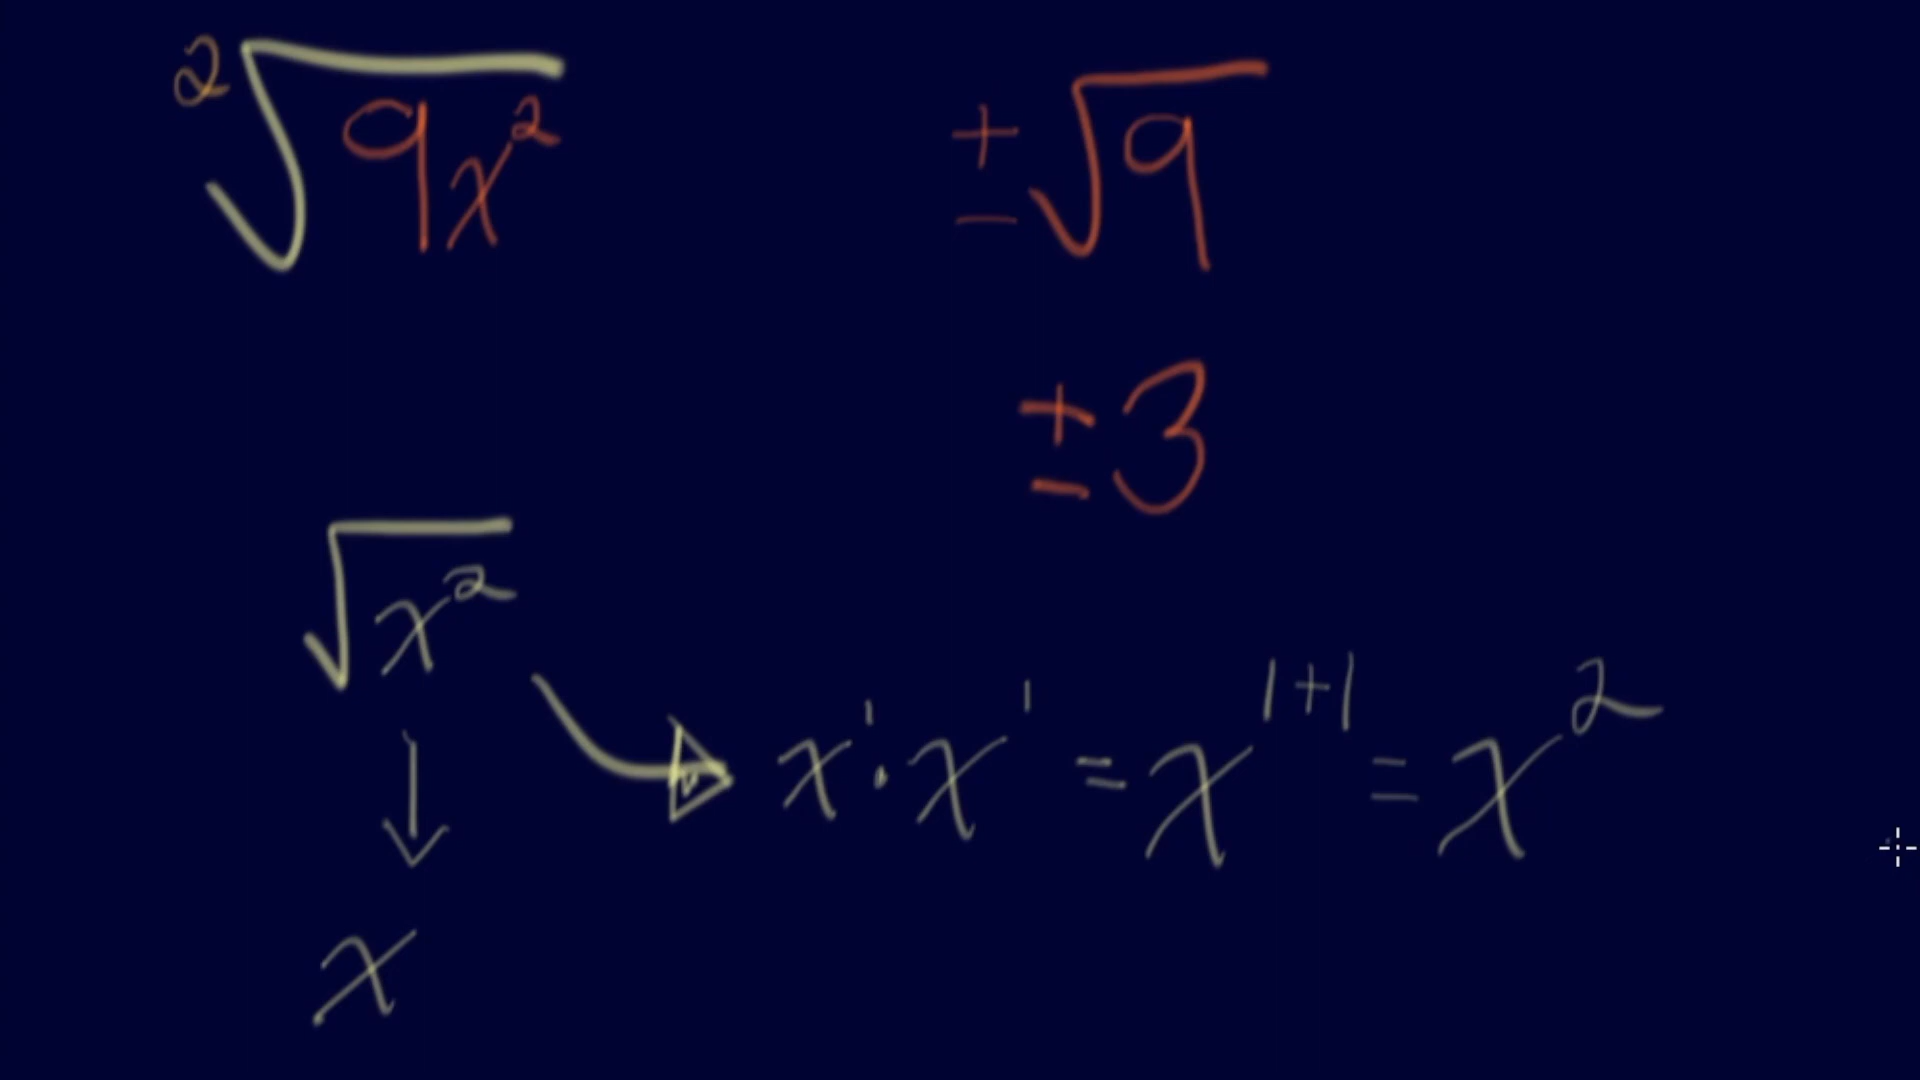 ²√9x²
±√9
±3
√x²
x¹·x¹ = x¹⁺¹ = x²
x